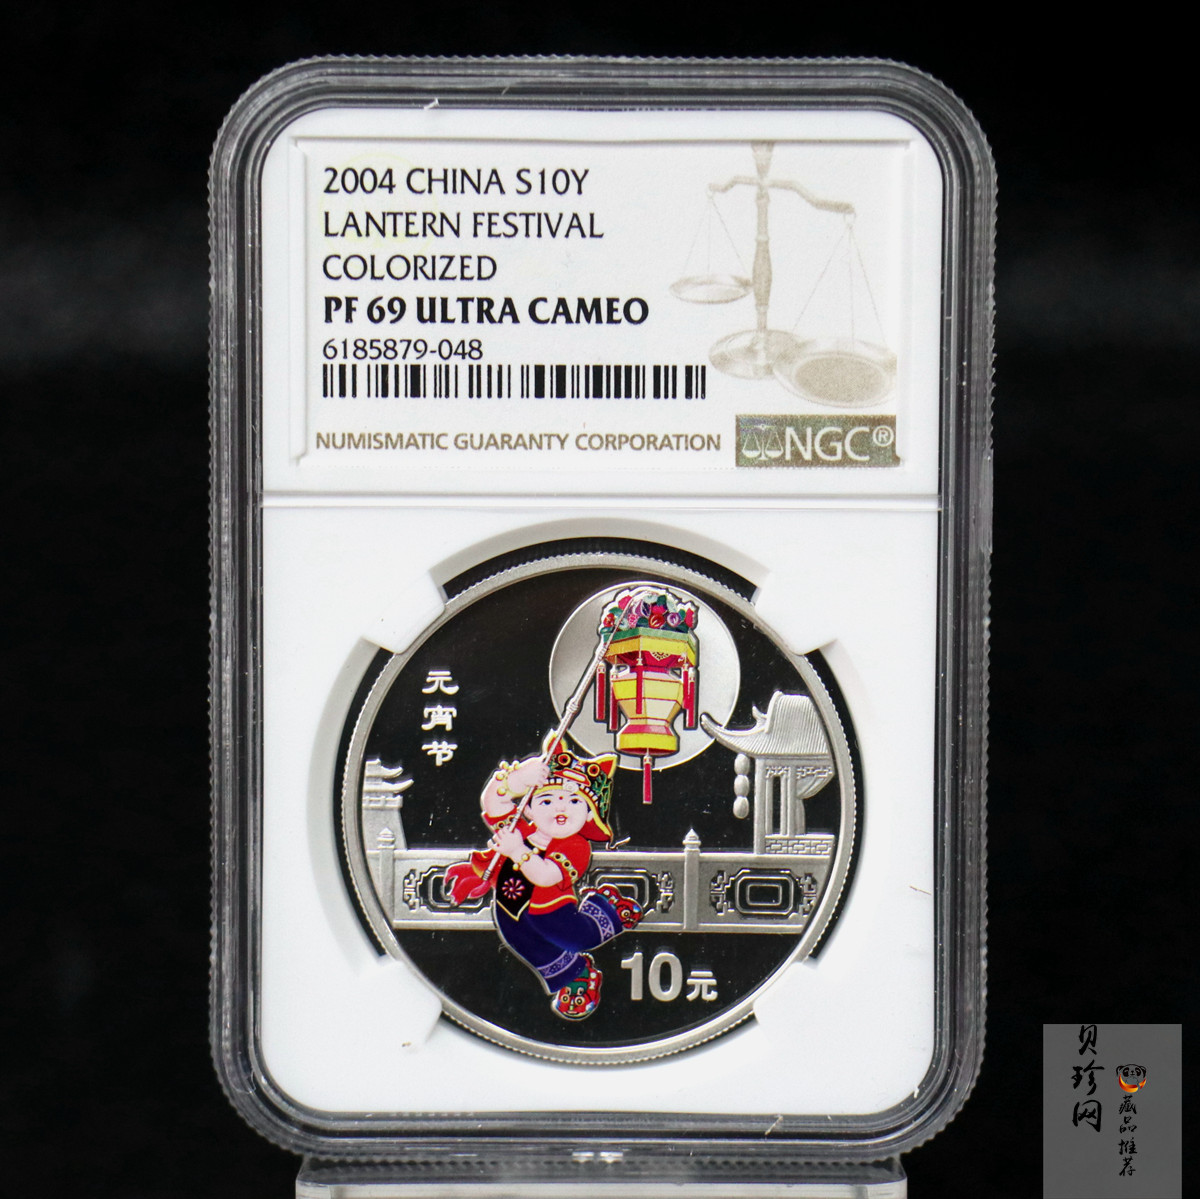 2004 CHINA S10Y
LANTERN FESTIVAL
COLORIZED
PF 69 ULTRA CAMEO
6185879-048
NUMISMATIC GUARANTY CORPORATION
NGC®
元宵节
10元
贝珍网
藏品推荐